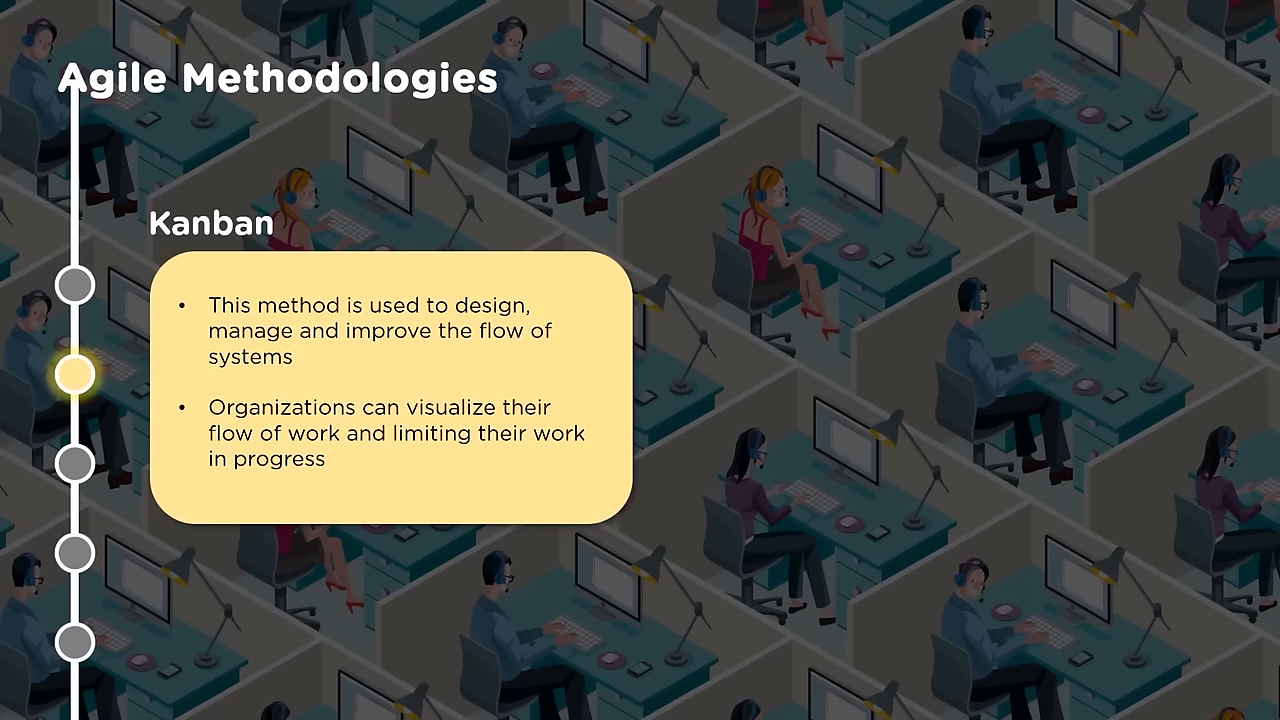 Agile Methodologies
Kanban
• This method is used to design,
manage and improve the flow of
systems
• Organizations can visualize their
flow of work and limiting their work
in progress